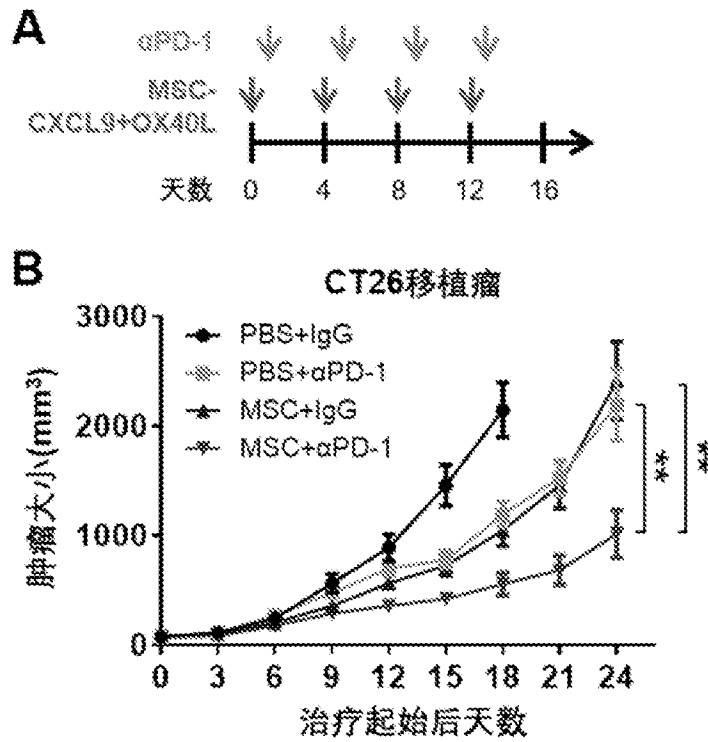 A
αPD-1
MSC-
CXCL9+OX40L
天数 0 4 8 12 16
B
CT26移植瘤
PBS+IgG
PBS+αPD-1
MSC+IgG
MSC+αPD-1
肿瘤大小(mm³)
3000
2000
1000
0
**
**
0 3 6 9 12 15 18 21 24
治疗起始后天数